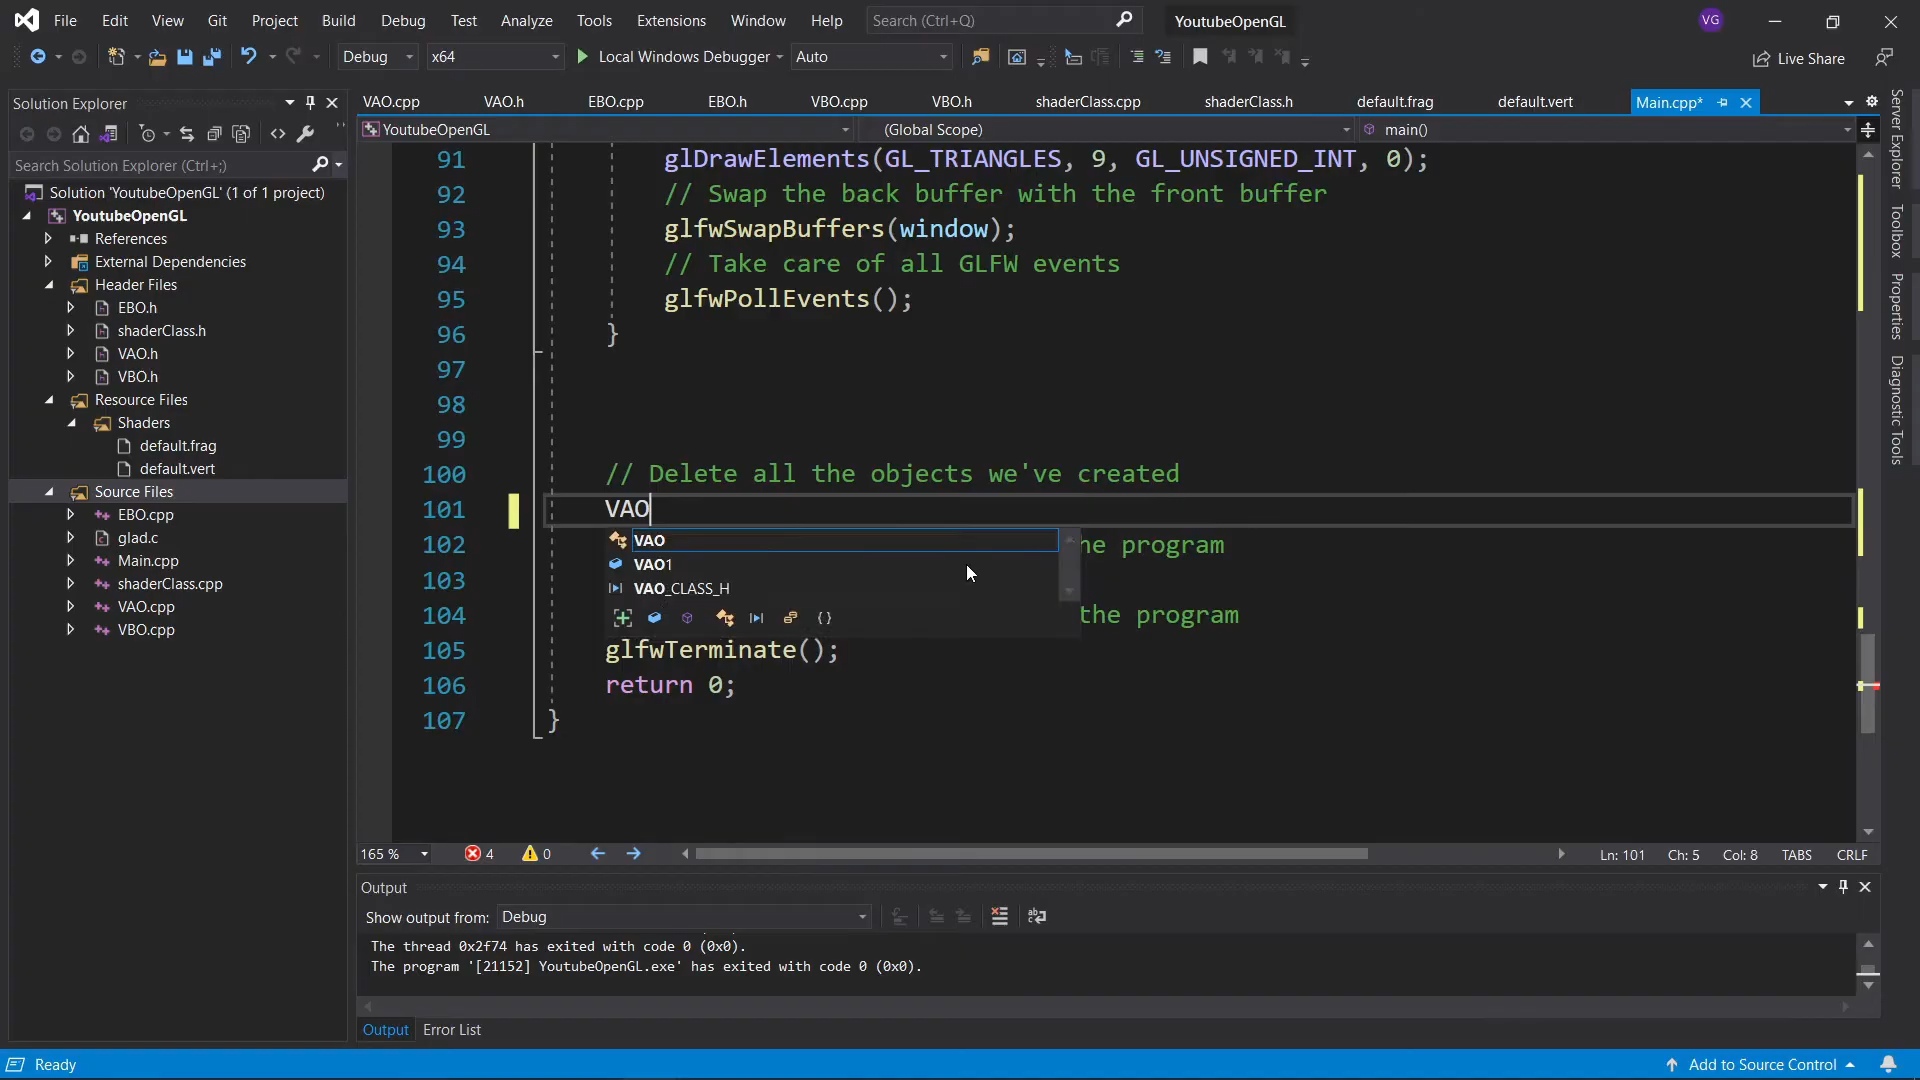 File Edit View Git Project Build Debug Test Analyze Tools Extensions Window Help Search (Ctrl+Q) YoutubeOpenGL VG
Debug x64 Local Windows Debugger Auto Live Share
Solution Explorer
Search Solution Explorer (Ctrl+;)
Solution 'YoutubeOpenGL' (1 of 1 project)
YoutubeOpenGL
References
External Dependencies
Header Files
EBO.h
shaderClass.h
VAO.h
VBO.h
Resource Files
Shaders
default.frag
default.vert
Source Files
EBO.cpp
glad.c
Main.cpp
shaderClass.cpp
VAO.cpp
VBO.cpp
VAO.cpp VAO.h EBO.cpp EBO.h VBO.cpp VBO.h shaderClass.cpp shaderClass.h default.frag default.vert Main.cpp*
YoutubeOpenGL (Global Scope) main()
91 glDrawElements(GL_TRIANGLES, 9, GL_UNSIGNED_INT, 0);
92 // Swap the back buffer with the front buffer
93 glfwSwapBuffers(window);
94 // Take care of all GLFW events
95 glfwPollEvents();
96 }
97
98
99
100 // Delete all the objects we've created
101 VAO
102 he program
103
104 the program
105 glfwTerminate();
106 return 0;
107 }
VAO
VAO1
VAO_CLASS_H
165 % 4 0 Ln: 101 Ch: 5 Col: 8 TABS CRLF
Output
Show output from: Debug
The thread 0x2f74 has exited with code 0 (0x0).
The program '[21152] YoutubeOpenGL.exe' has exited with code 0 (0x0).
Output Error List
Ready Add to Source Control
Server Explorer
Toolbox
Properties
Diagnostic Tools